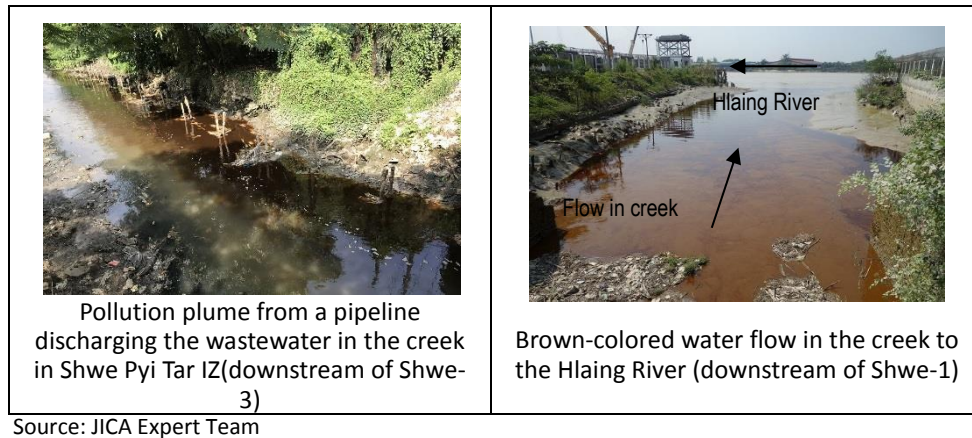 Hlaing River
Flow in creek
Pollution plume from a pipeline
discharging the wastewater in the creek
in Shwe Pyi Tar IZ(downstream of Shwe-
3)
Brown-colored water flow in the creek to
the Hlaing River (downstream of Shwe-1)
Source: JICA Expert Team